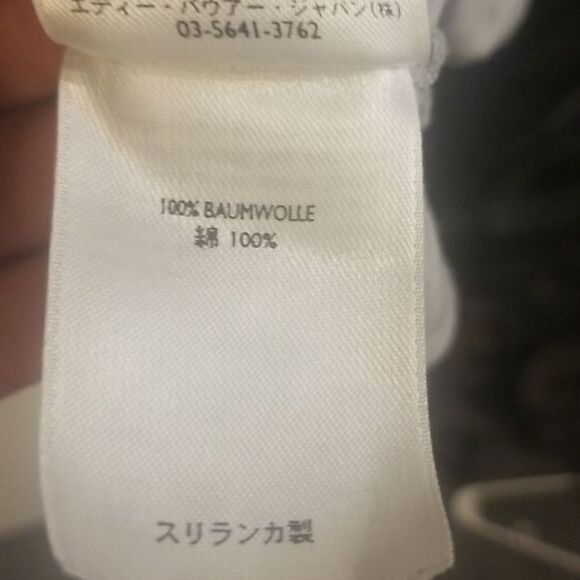 エディー・バウアー・ジャパン(株)
03-5641-3762
100% BAUMWOLLE
綿 100%
スリランカ製